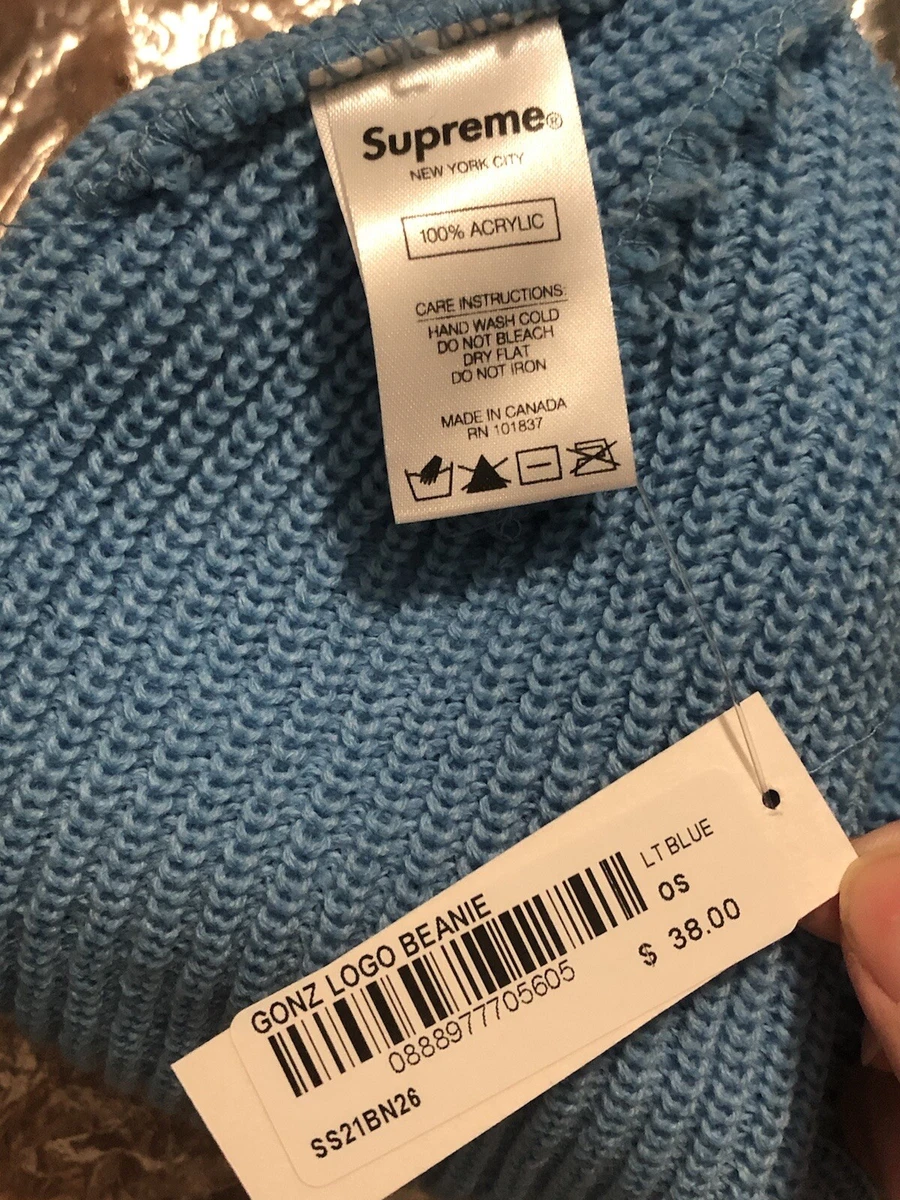 Supreme®
NEW YORK CITY
100% ACRYLIC
CARE INSTRUCTIONS:
HAND WASH COLD
DO NOT BLEACH
DRY FLAT
DO NOT IRON
MADE IN CANADA
RN 101837
GONZ LOGO BEANIE
LT BLUE
OS
0888977705605
$ 38.00
SS21BN26